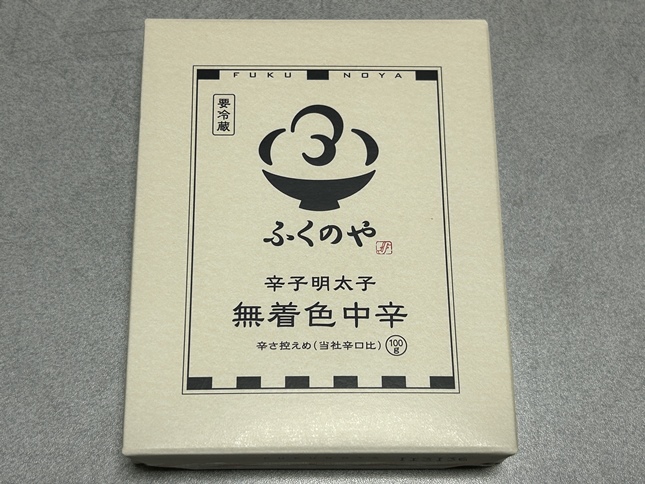 FUKU NOYA
要冷蔵
ふくのや
辛子明太子
無着色中辛
辛さ控えめ(当社辛口比) 100g